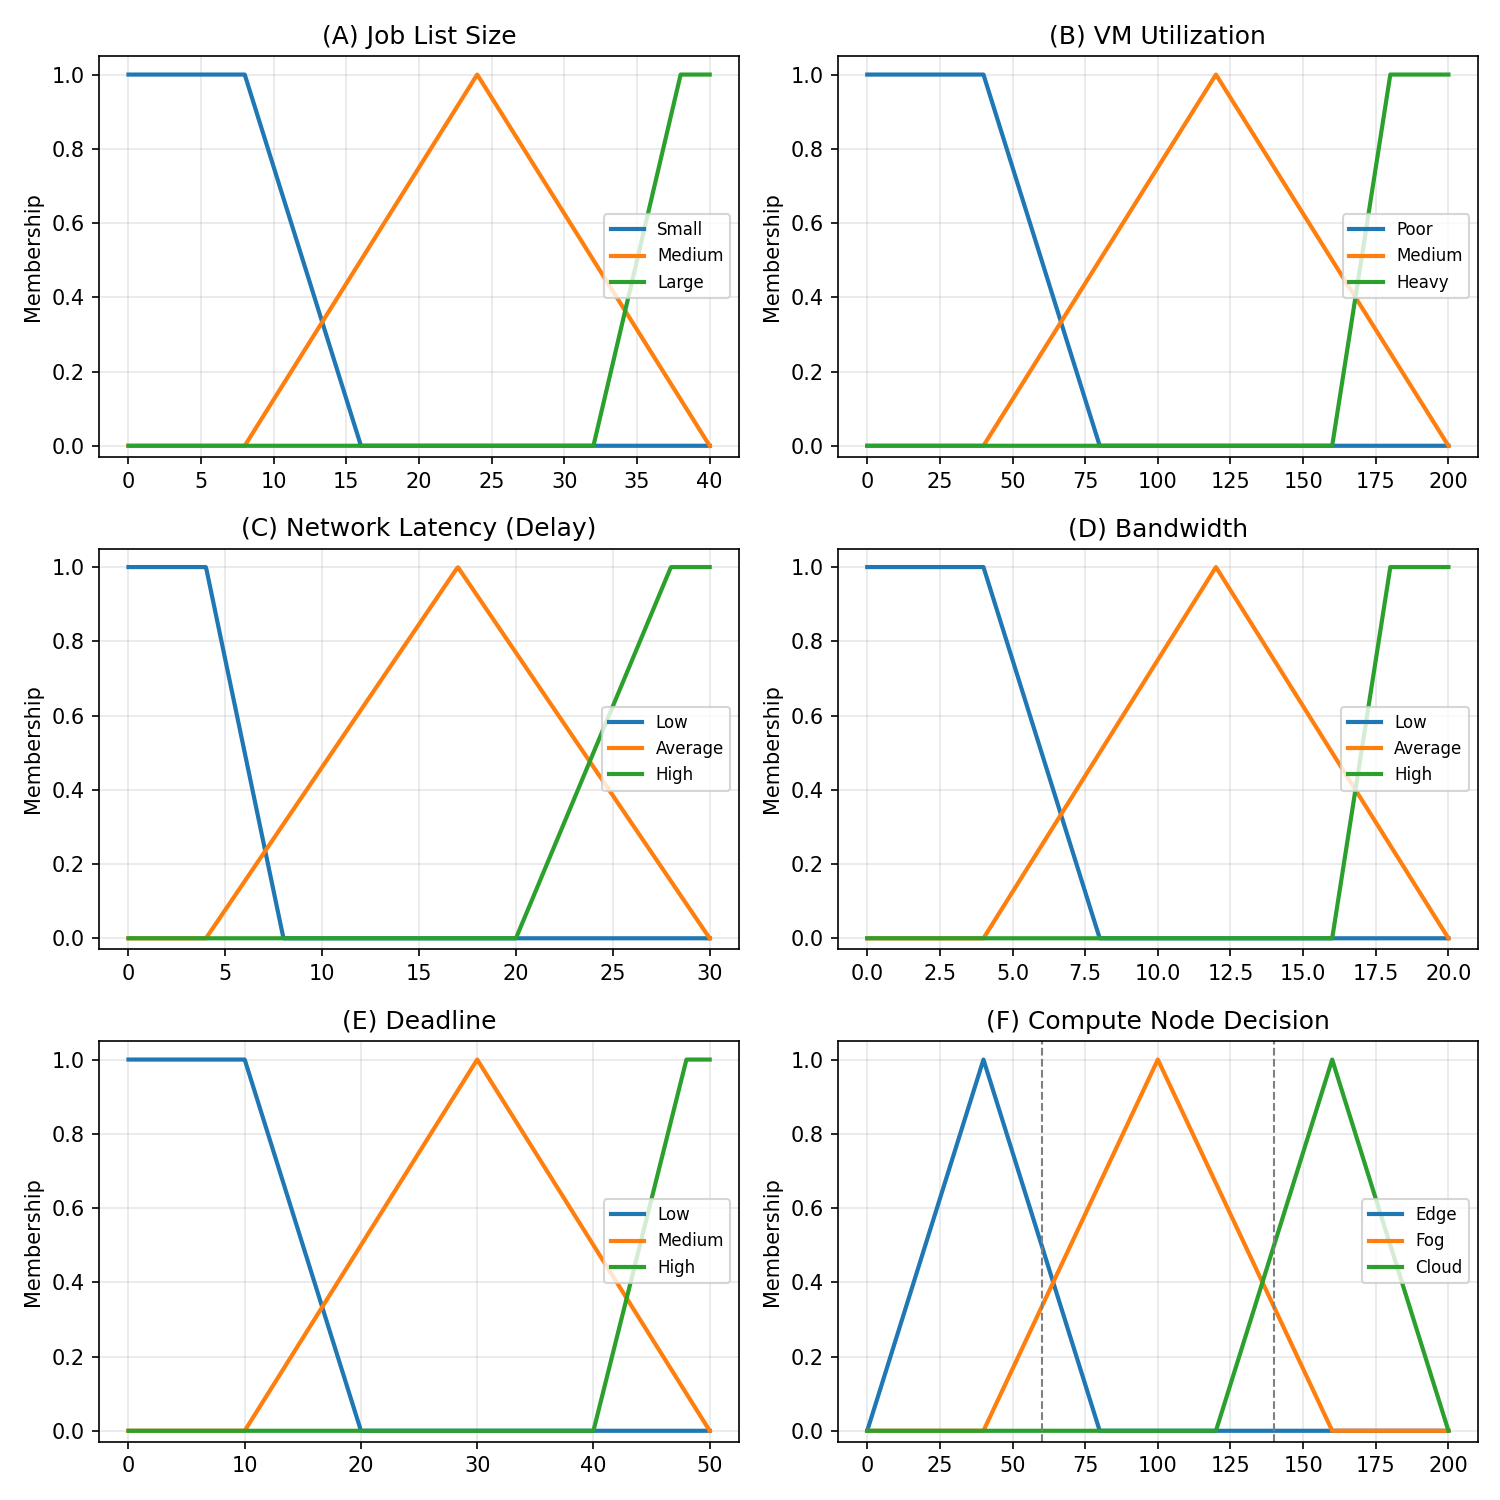 (A) Job List Size
Membership
1.0
0.8
0.6
0.4
0.2
0.0
0 5 10 15 20 25 30 35 40
Small
Medium
Large
(B) VM Utilization
Membership
1.0
0.8
0.6
0.4
0.2
0.0
0 25 50 75 100 125 150 175 200
Poor
Medium
Heavy
(C) Network Latency (Delay)
Membership
1.0
0.8
0.6
0.4
0.2
0.0
0 5 10 15 20 25 30
Low
Average
High
(D) Bandwidth
Membership
1.0
0.8
0.6
0.4
0.2
0.0
0.0 2.5 5.0 7.5 10.0 12.5 15.0 17.5 20.0
Low
Average
High
(E) Deadline
Membership
1.0
0.8
0.6
0.4
0.2
0.0
0 10 20 30 40 50
Low
Medium
High
(F) Compute Node Decision
Membership
1.0
0.8
0.6
0.4
0.2
0.0
0 25 50 75 100 125 150 175 200
Edge
Fog
Cloud